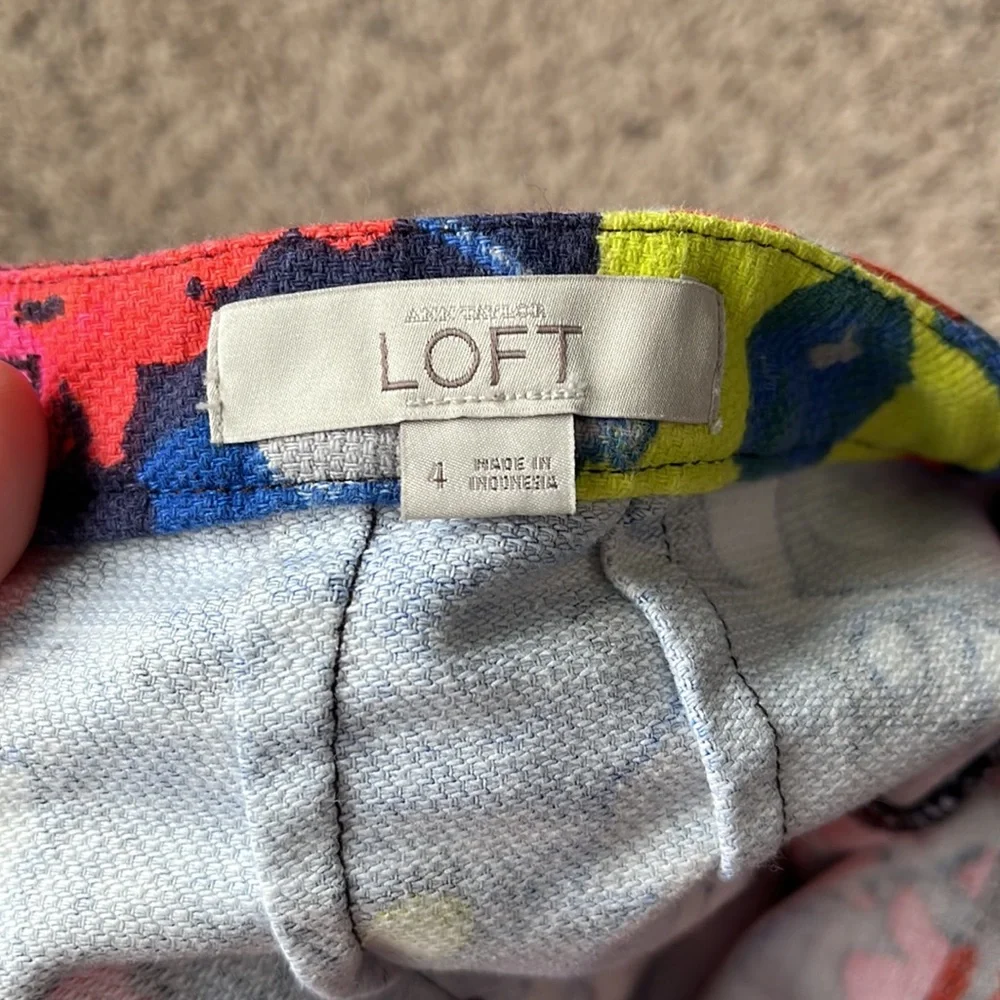 ANN TAYLOR
LOFT
4
MADE IN
INDONESIA